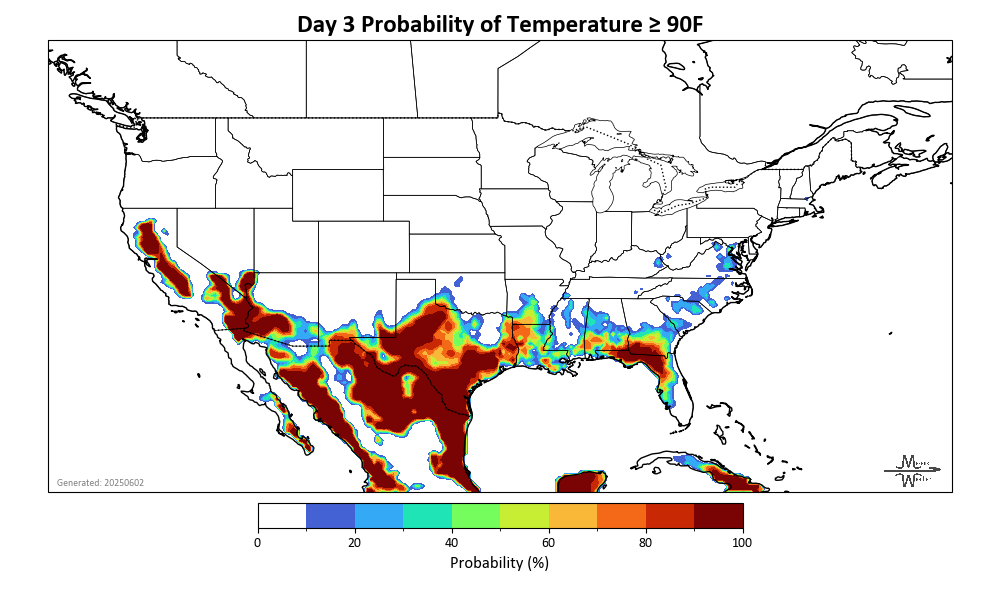 Day 3 Probability of Temperature ≥ 90F
Generated: 20250602
0 20 40 60 80 100
Probability (%)